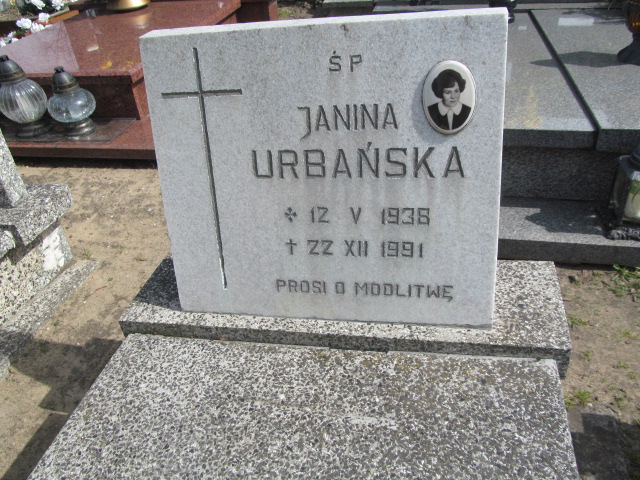 ŚP
JANINA
URBAŃSKA
12 V 1936
† 22 XII 1991
PROSI O MODLITWĘ